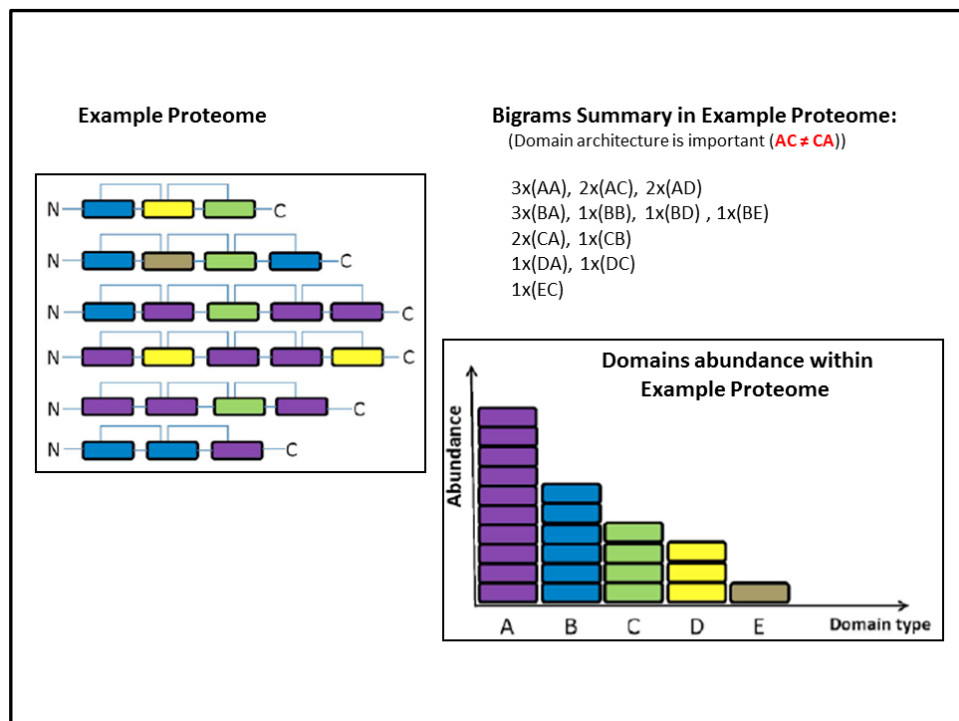 Example Proteome
N C
N C
N C
N C
N C
N C
Bigrams Summary in Example Proteome:
(Domain architecture is important (AC ≠ CA))
3x(AA), 2x(AC), 2x(AD)
3x(BA), 1x(BB), 1x(BD) , 1x(BE)
2x(CA), 1x(CB)
1x(DA), 1x(DC)
1x(EC)
Domains abundance within
Example Proteome
Abundance
A B C D E
Domain type